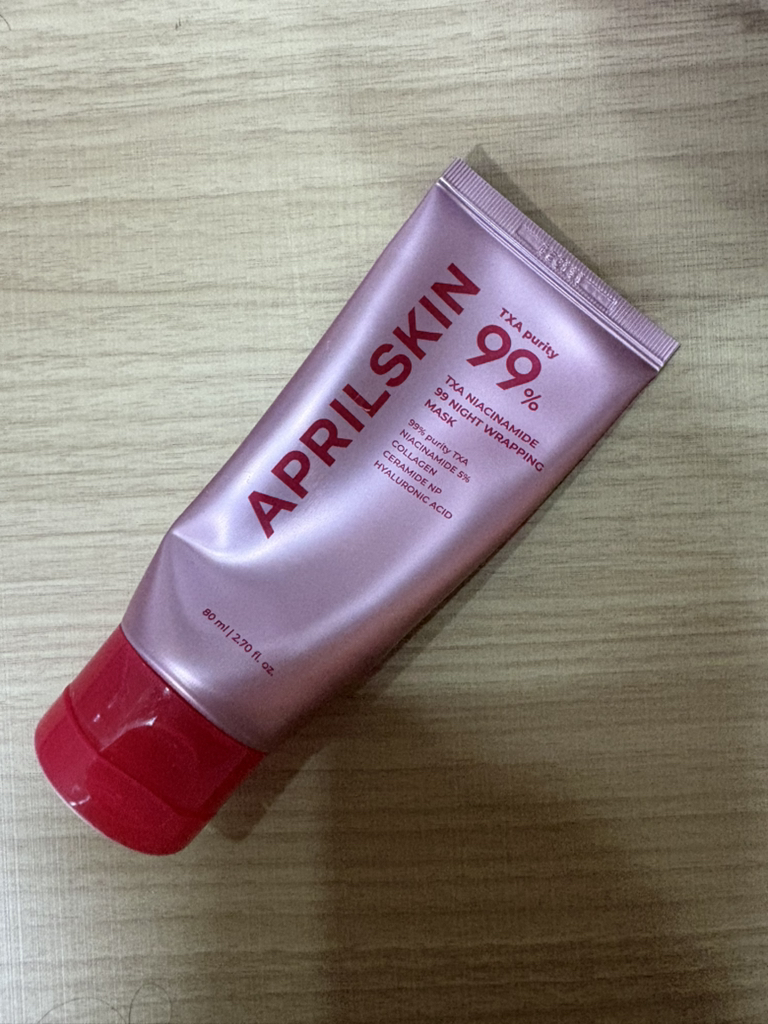 APRILSKIN
TXA purity
99%
TXA NIACINAMIDE
99 NIGHT WRAPPING
MASK
99% purity TXA
NIACINAMIDE 5%
COLLAGEN
CERAMIDE NP
HYALURONIC ACID
80 ml | 2.70 fl. oz.